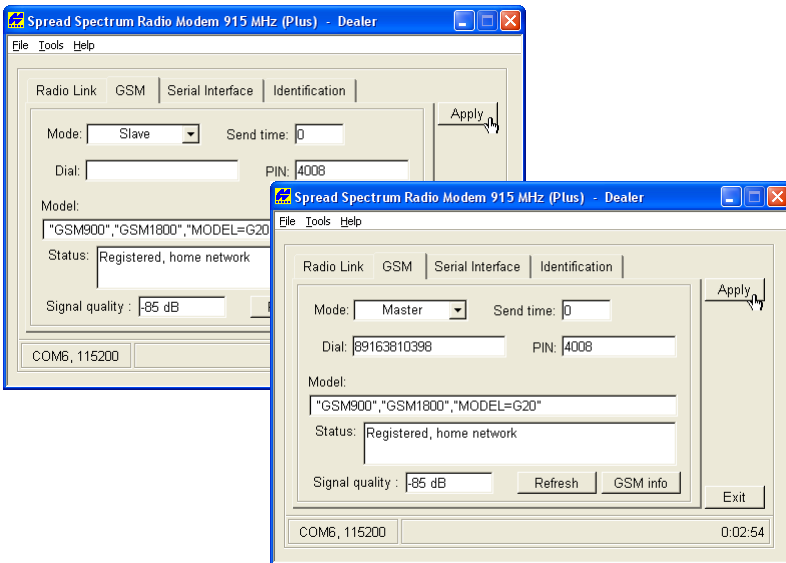 Spread Spectrum Radio Modem 915 MHz (Plus) - Dealer
File Tools Help
Radio Link GSM Serial Interface Identification
Apply
Mode: Slave Send time: 0
Dial: PIN: 4008
Model:
"GSM900","GSM1800","MODEL=G20
Status: Registered, home network
Signal quality : -85 dB
COM6, 115200
Spread Spectrum Radio Modem 915 MHz (Plus) - Dealer
File Tools Help
Radio Link GSM Serial Interface Identification
Apply
Mode: Master Send time: 0
Dial: 89163810398 PIN: 4008
Model:
"GSM900","GSM1800","MODEL=G20"
Status: Registered, home network
Signal quality : -85 dB Refresh GSM info
Exit
COM6, 115200 0:02:54